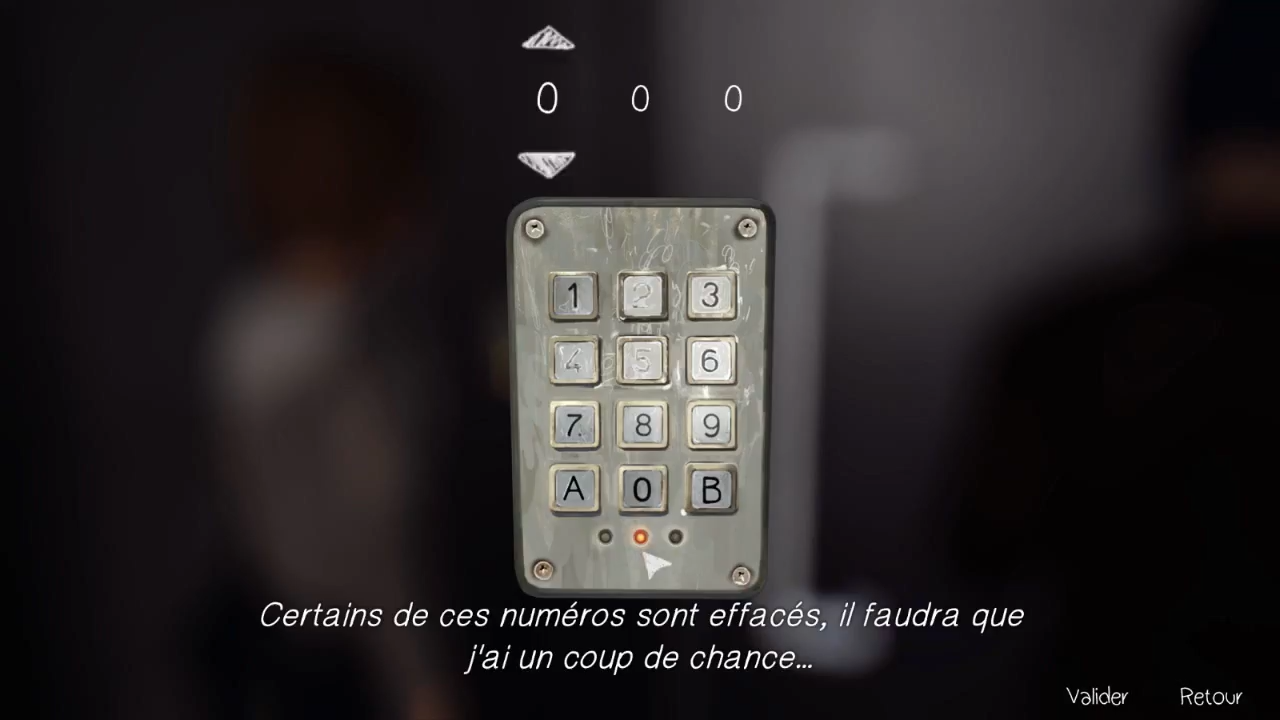 0 0 0
1 2 3
4 5 6
7 8 9
A 0 B
Certains de ces numéros sont effacés, il faudra que
j'ai un coup de chance...
Valider Retour